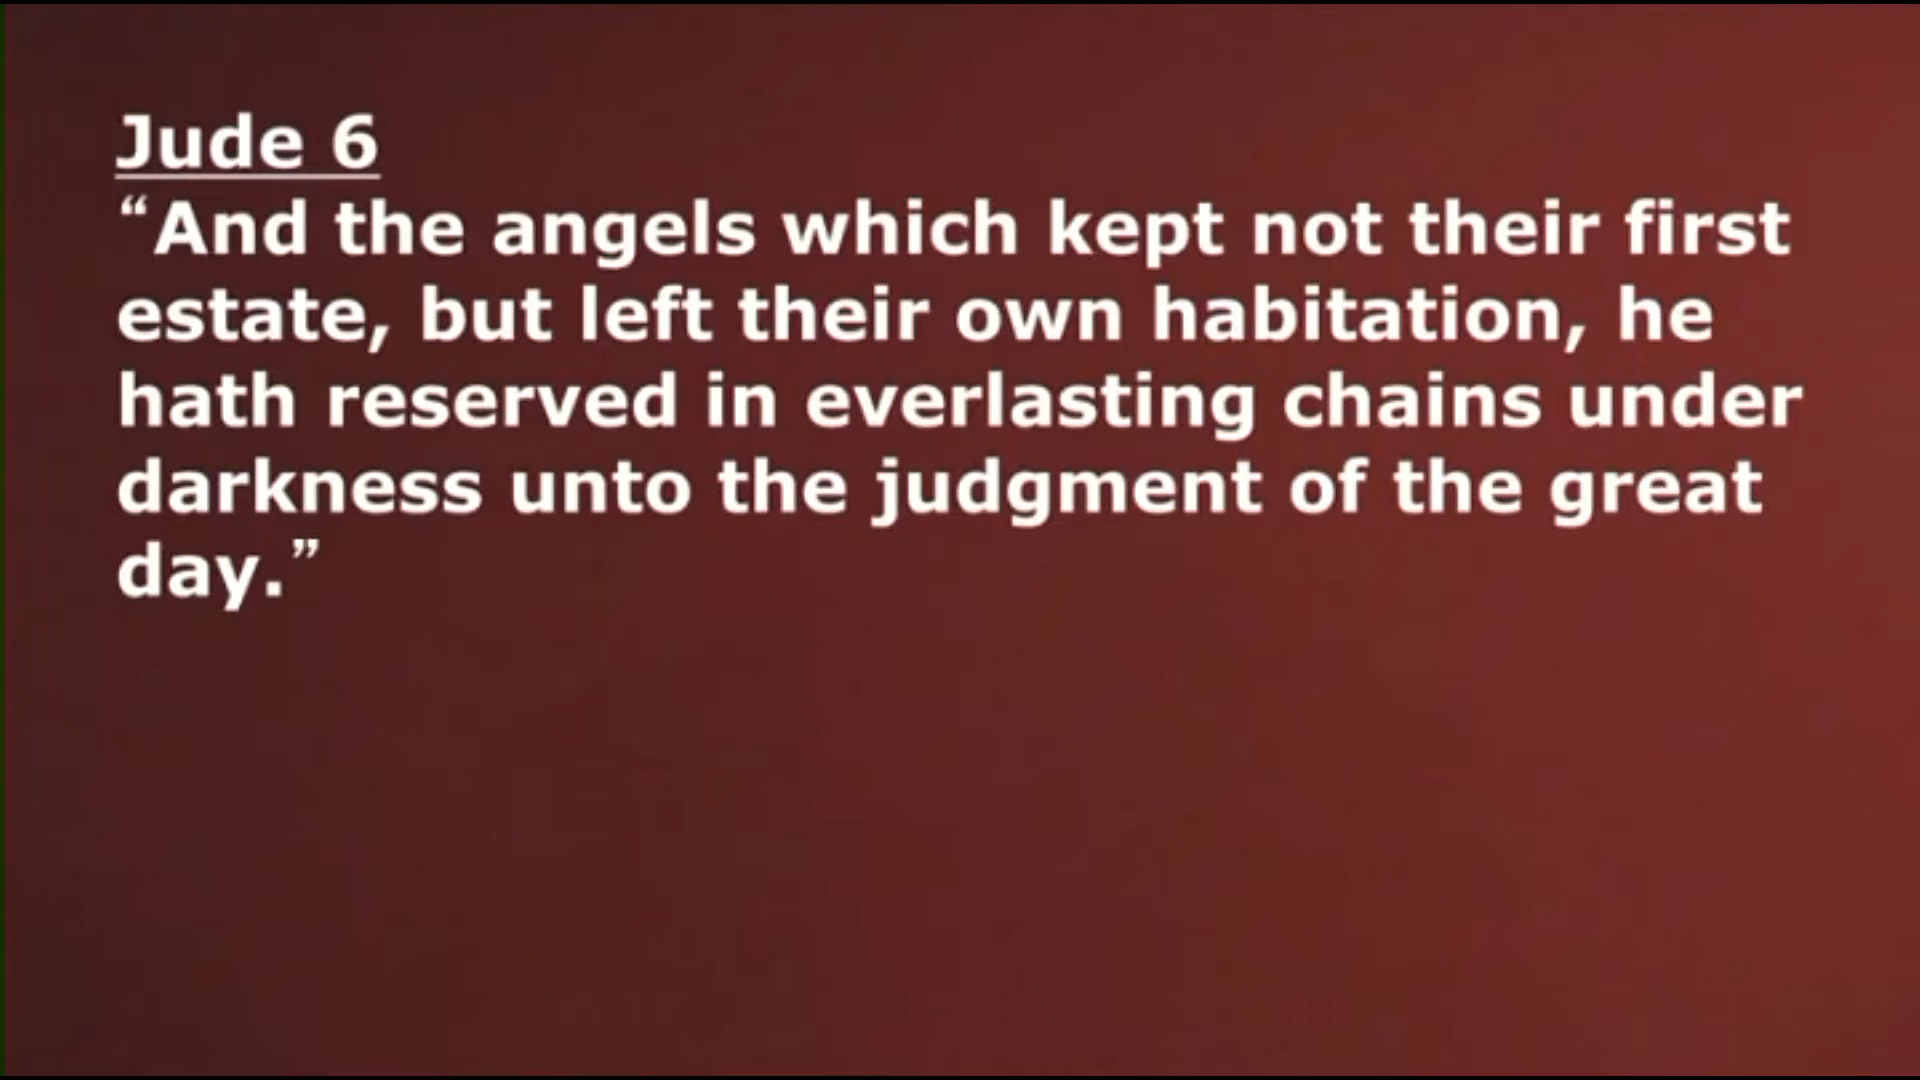 Jude 6
“And the angels which kept not their first
estate, but left their own habitation, he
hath reserved in everlasting chains under
darkness unto the judgment of the great
day.”